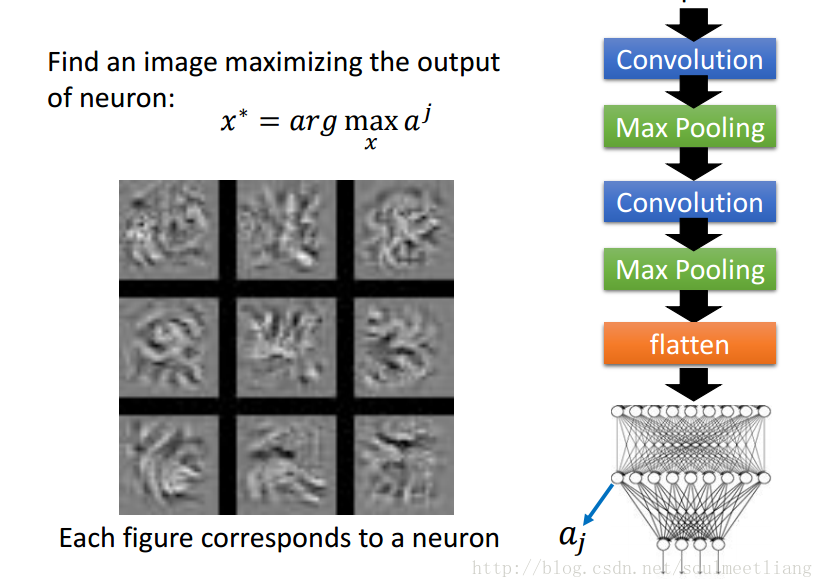 Find an image maximizing the output
of neuron:
x* = arg max a^j
x
Each figure corresponds to a neuron
Convolution
Max Pooling
Convolution
Max Pooling
flatten
a_j
http://blog.csdn.net/soulmeetliang